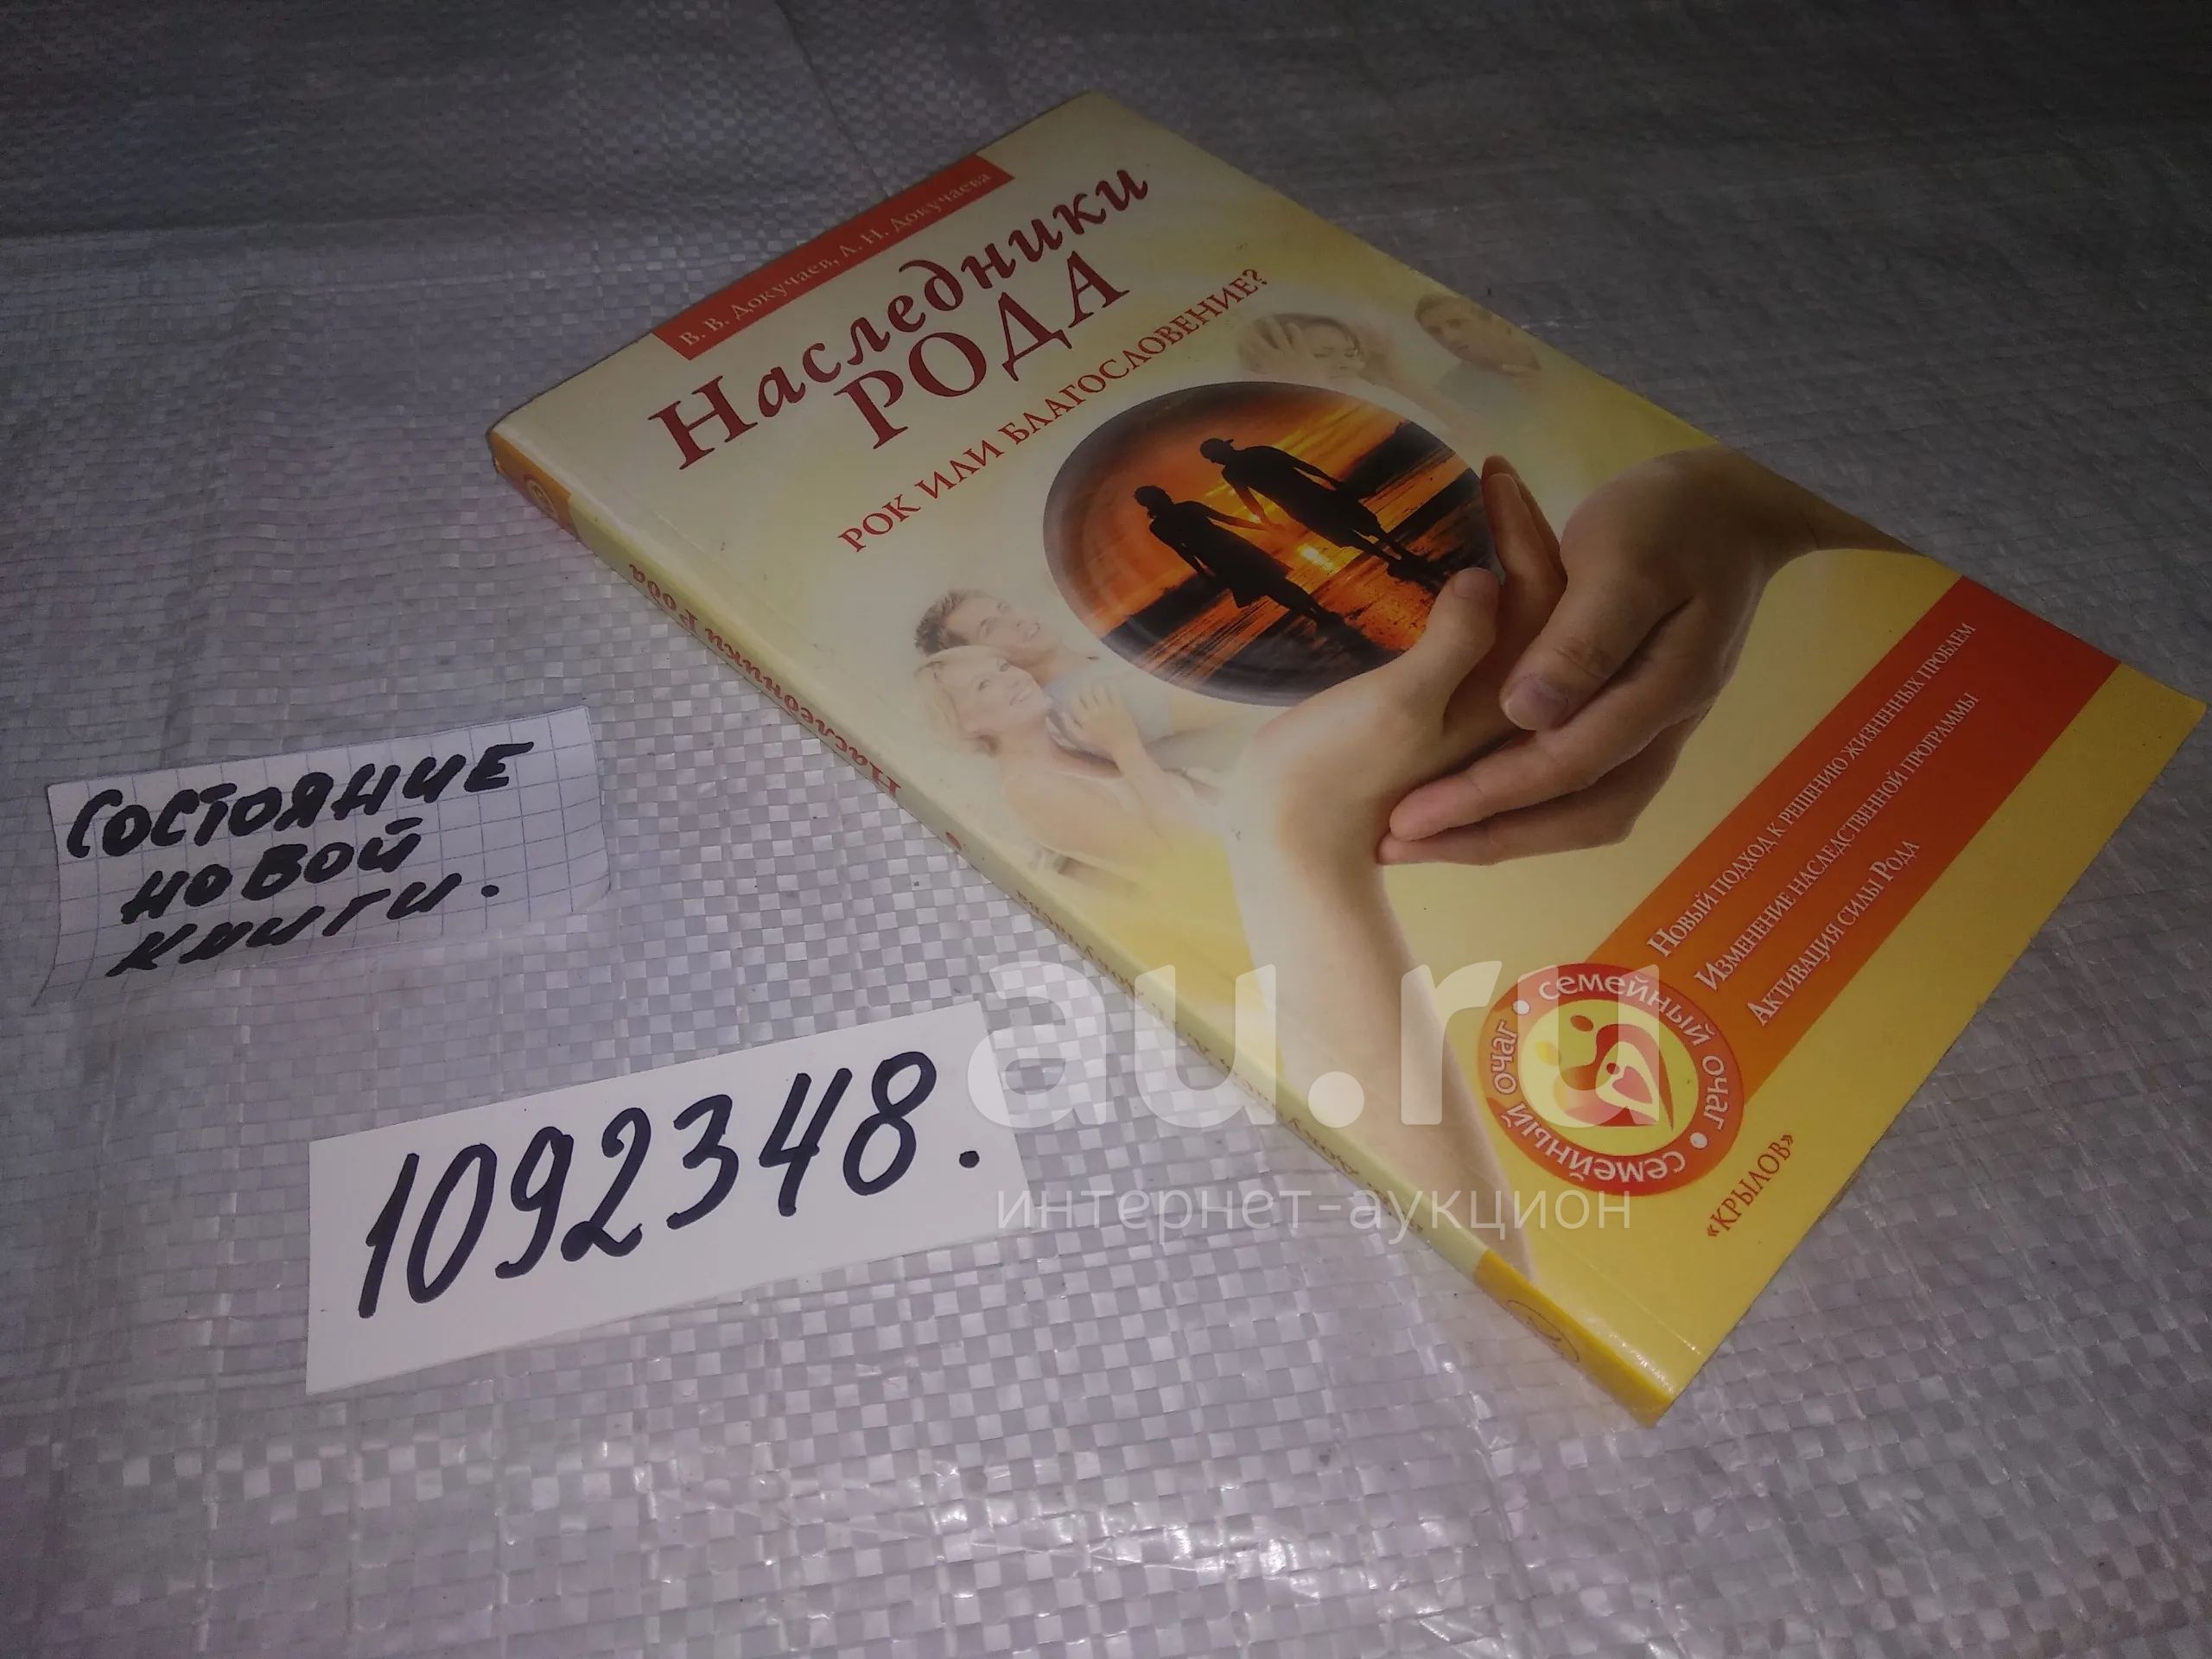 В. В. Докучаев, Л. Н. Докучаева
Наследники
РОДА
РОК ИЛИ БЛАГОСЛОВЕНИЕ?
Новый подход к решению жизненных проблем
Изменение наследственной программы
Активация силы Рода
• СЕМЕЙНЫЙ ОЧАГ • СЕМЕЙНЫЙ ОЧАГ
«КРЫЛОВ»
Наследники Рода
СОСТОЯНИЕ
НОВОЙ
КНИГИ.
1092348.
au.ru
интернет-аукцион